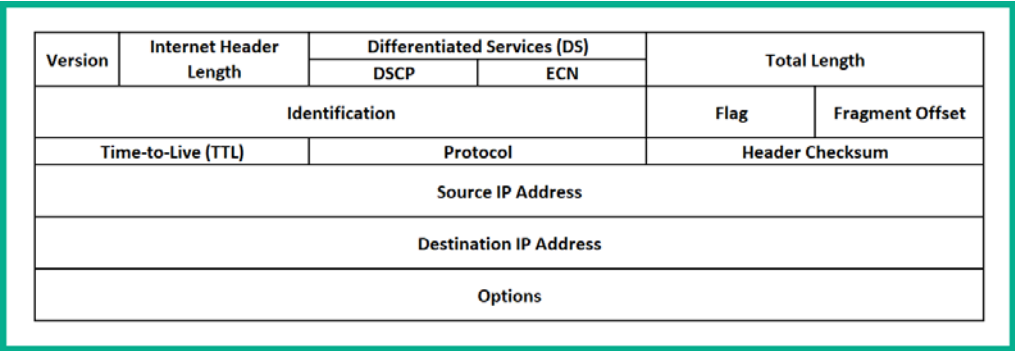 Version
Internet Header
Length
Differentiated Services (DS)
DSCP
ECN
Total Length
Identification
Flag
Fragment Offset
Time-to-Live (TTL)
Protocol
Header Checksum
Source IP Address
Destination IP Address
Options